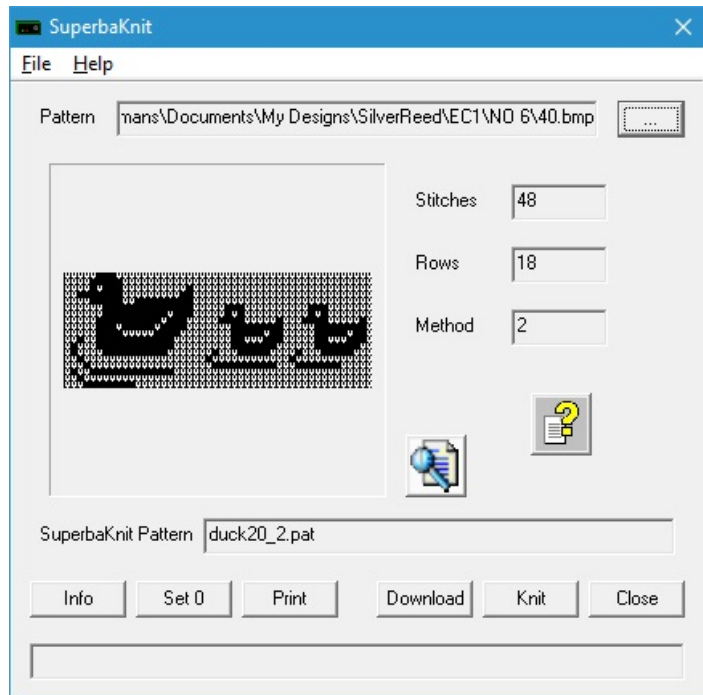 SuperbaKnit
File Help
Pattern mans\Documents\My Designs\SilverReed\EC1\NO 6\40.bmp ...
Stitches 48
Rows 18
Method 2
SuperbaKnit Pattern duck20_2.pat
Info Set 0 Print Download Knit Close